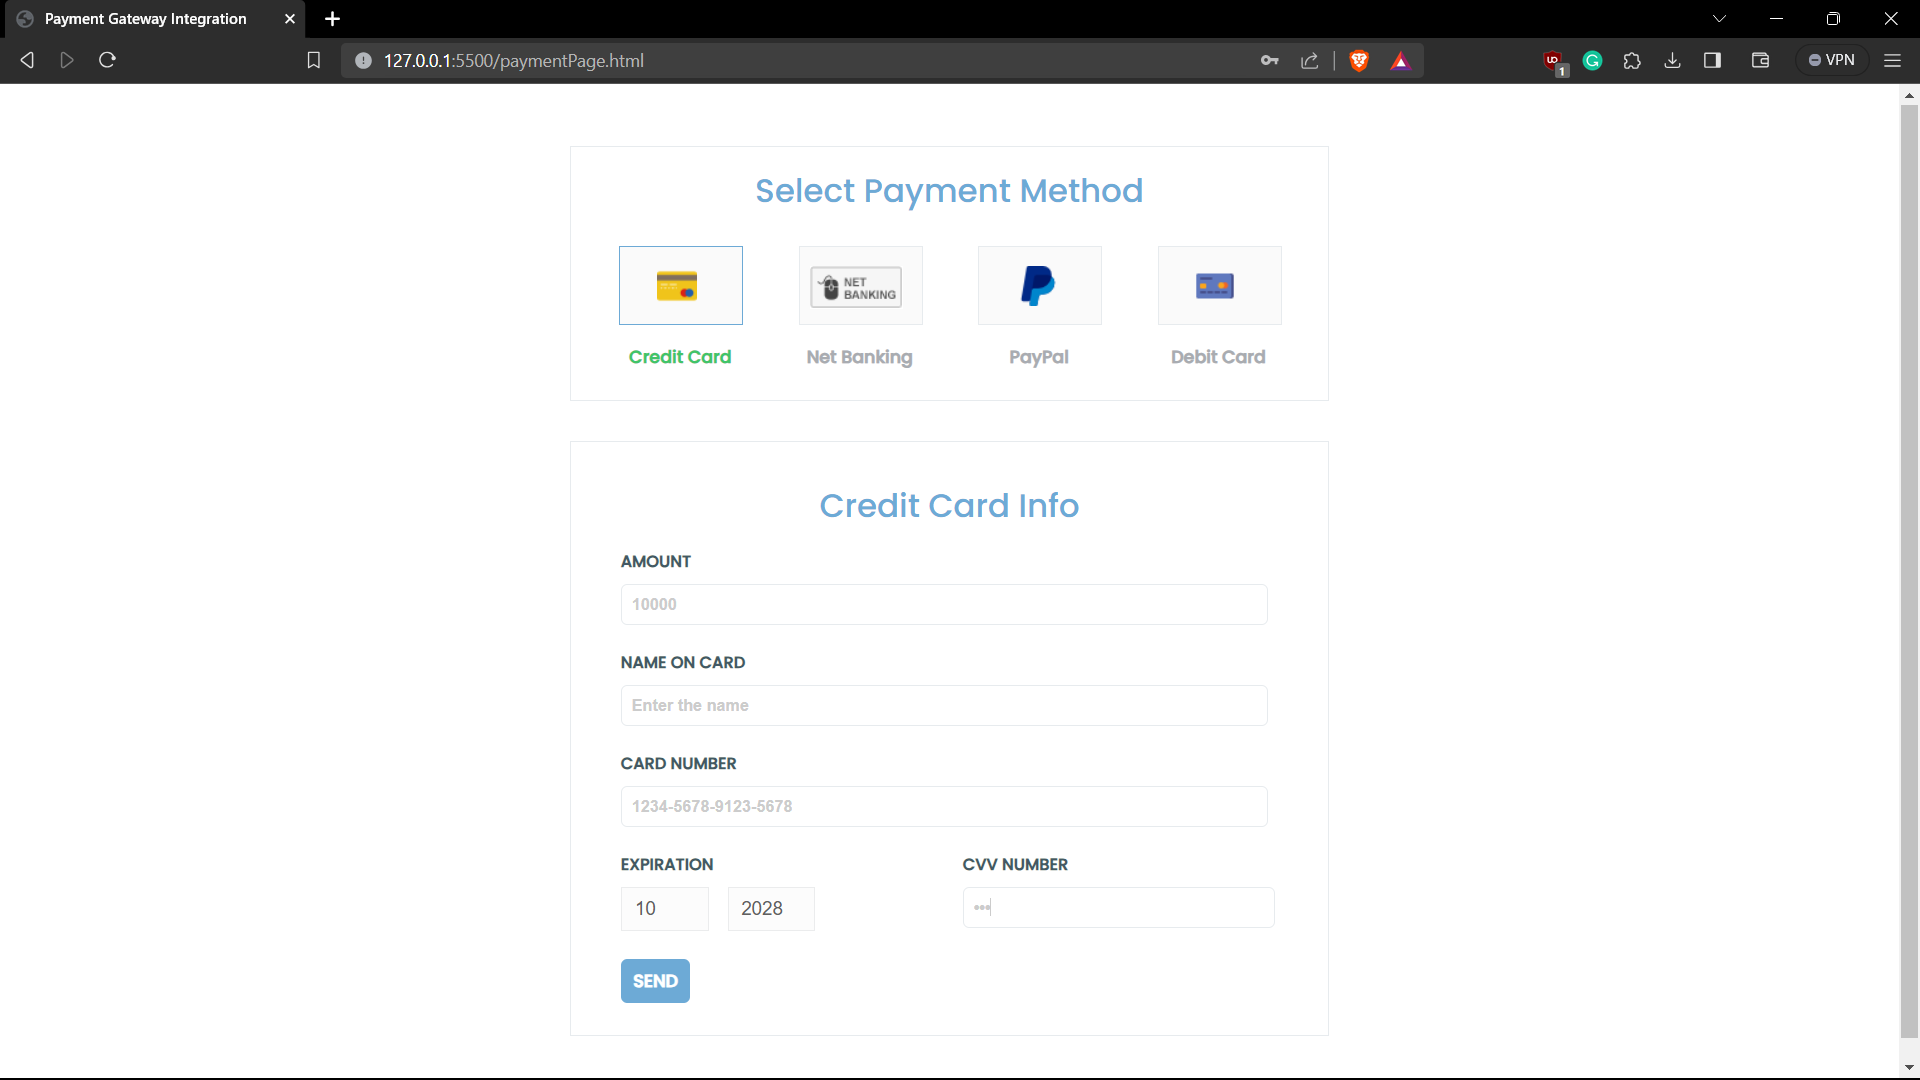 Payment Gateway Integration
127.0.0.1:5500/paymentPage.html
1
VPN
Select Payment Method
NET
BANKING
Credit Card
Net Banking
PayPal
Debit Card
Credit Card Info
AMOUNT
10000
NAME ON CARD
Enter the name
CARD NUMBER
1234-5678-9123-5678
EXPIRATION
CVV NUMBER
10
2028
•••
SEND